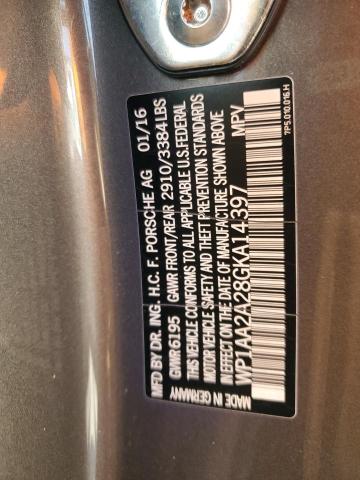 MFD BY DR. ING. H.C. F. PORSCHE AG 01/16
GWR6195 GAWR FRONT/REAR 2910/3384LBS
THIS VEHICLE CONFORMS TO ALL APPLICABLE U.S.FEDERAL
MOTOR VEHICLE SAFETY AND THEFT PREVENTION STANDARDS
IN EFFECT ON THE DATE OF MANUFACTURE SHOWN ABOVE
WP1AA2A28GKA14397 MPV
MADE IN GERMANY 7P5.010.016.H